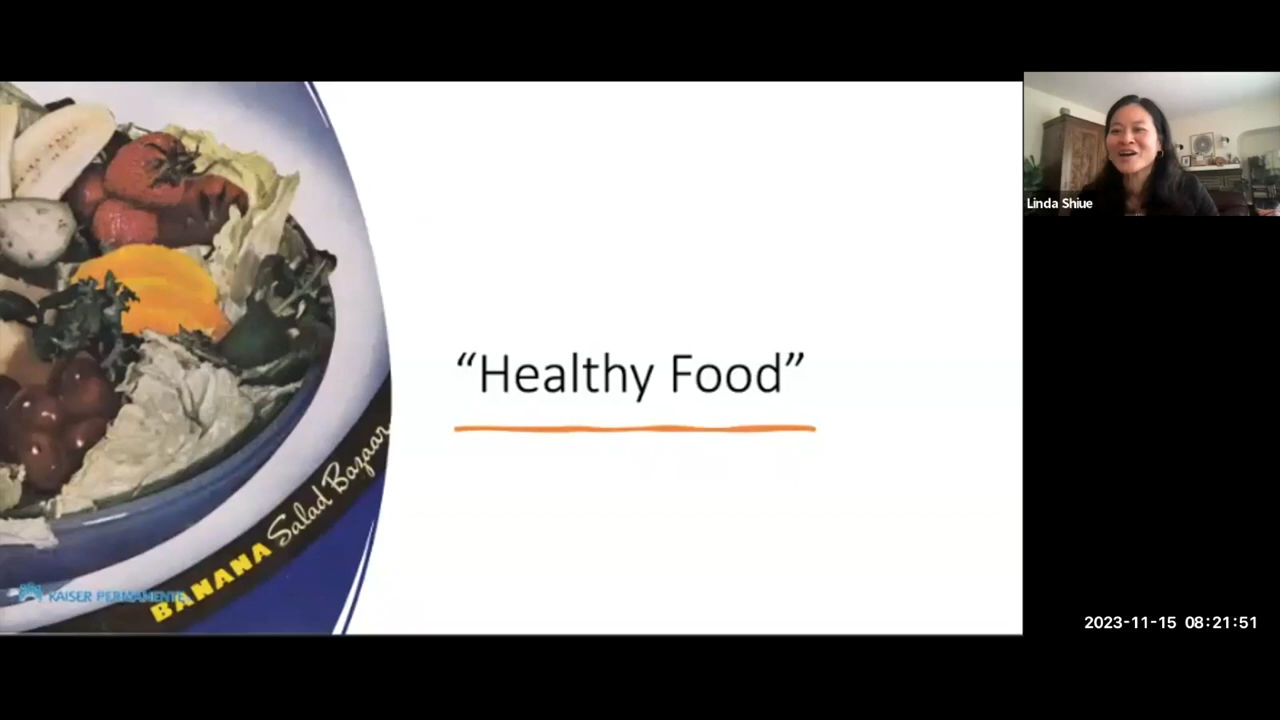 “Healthy Food”
BANANA Salad Bazaar
KAISER PERMANENTE
Linda Shiue
2023-11-15 08:21:51